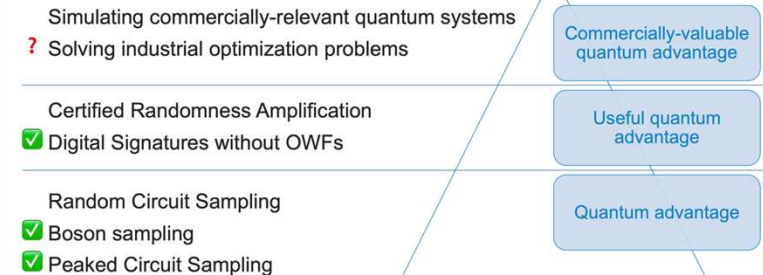 Simulating commercially-relevant quantum systems
❓ Solving industrial optimization problems
Commercially-valuable
quantum advantage
Certified Randomness Amplification
✅ Digital Signatures without OWFs
Useful quantum
advantage
Random Circuit Sampling
✅ Boson sampling
✅ Peaked Circuit Sampling
Quantum advantage